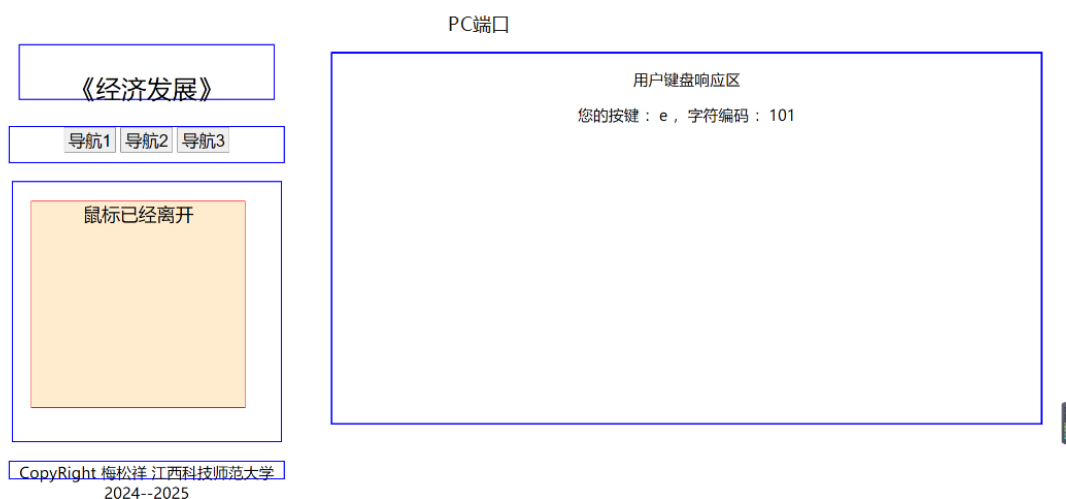 PC端口
《经济发展》
导航1 导航2 导航3
鼠标已经离开
CopyRight 梅松祥 江西科技师范大学
2024--2025
用户键盘响应区
您的按键 : e , 字符编码 : 101